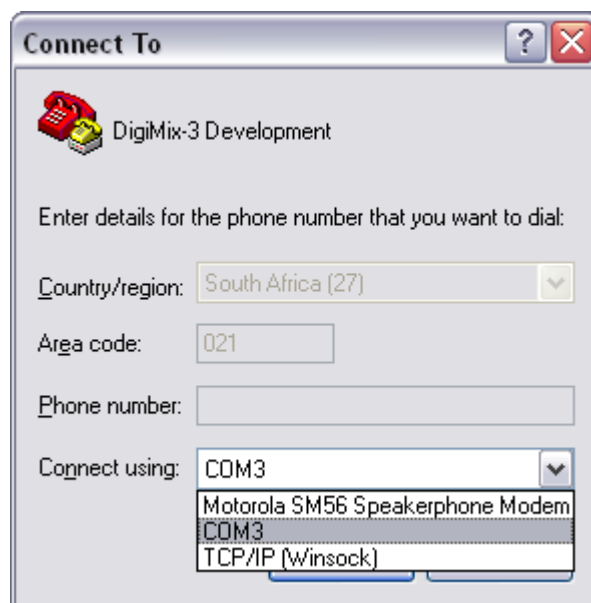 Connect To
DigiMix-3 Development
Enter details for the phone number that you want to dial:
Country/region: South Africa (27)
Area code: 021
Phone number:
Connect using: COM3
Motorola SM56 Speakerphone Modem
COM3
TCP/IP (Winsock)